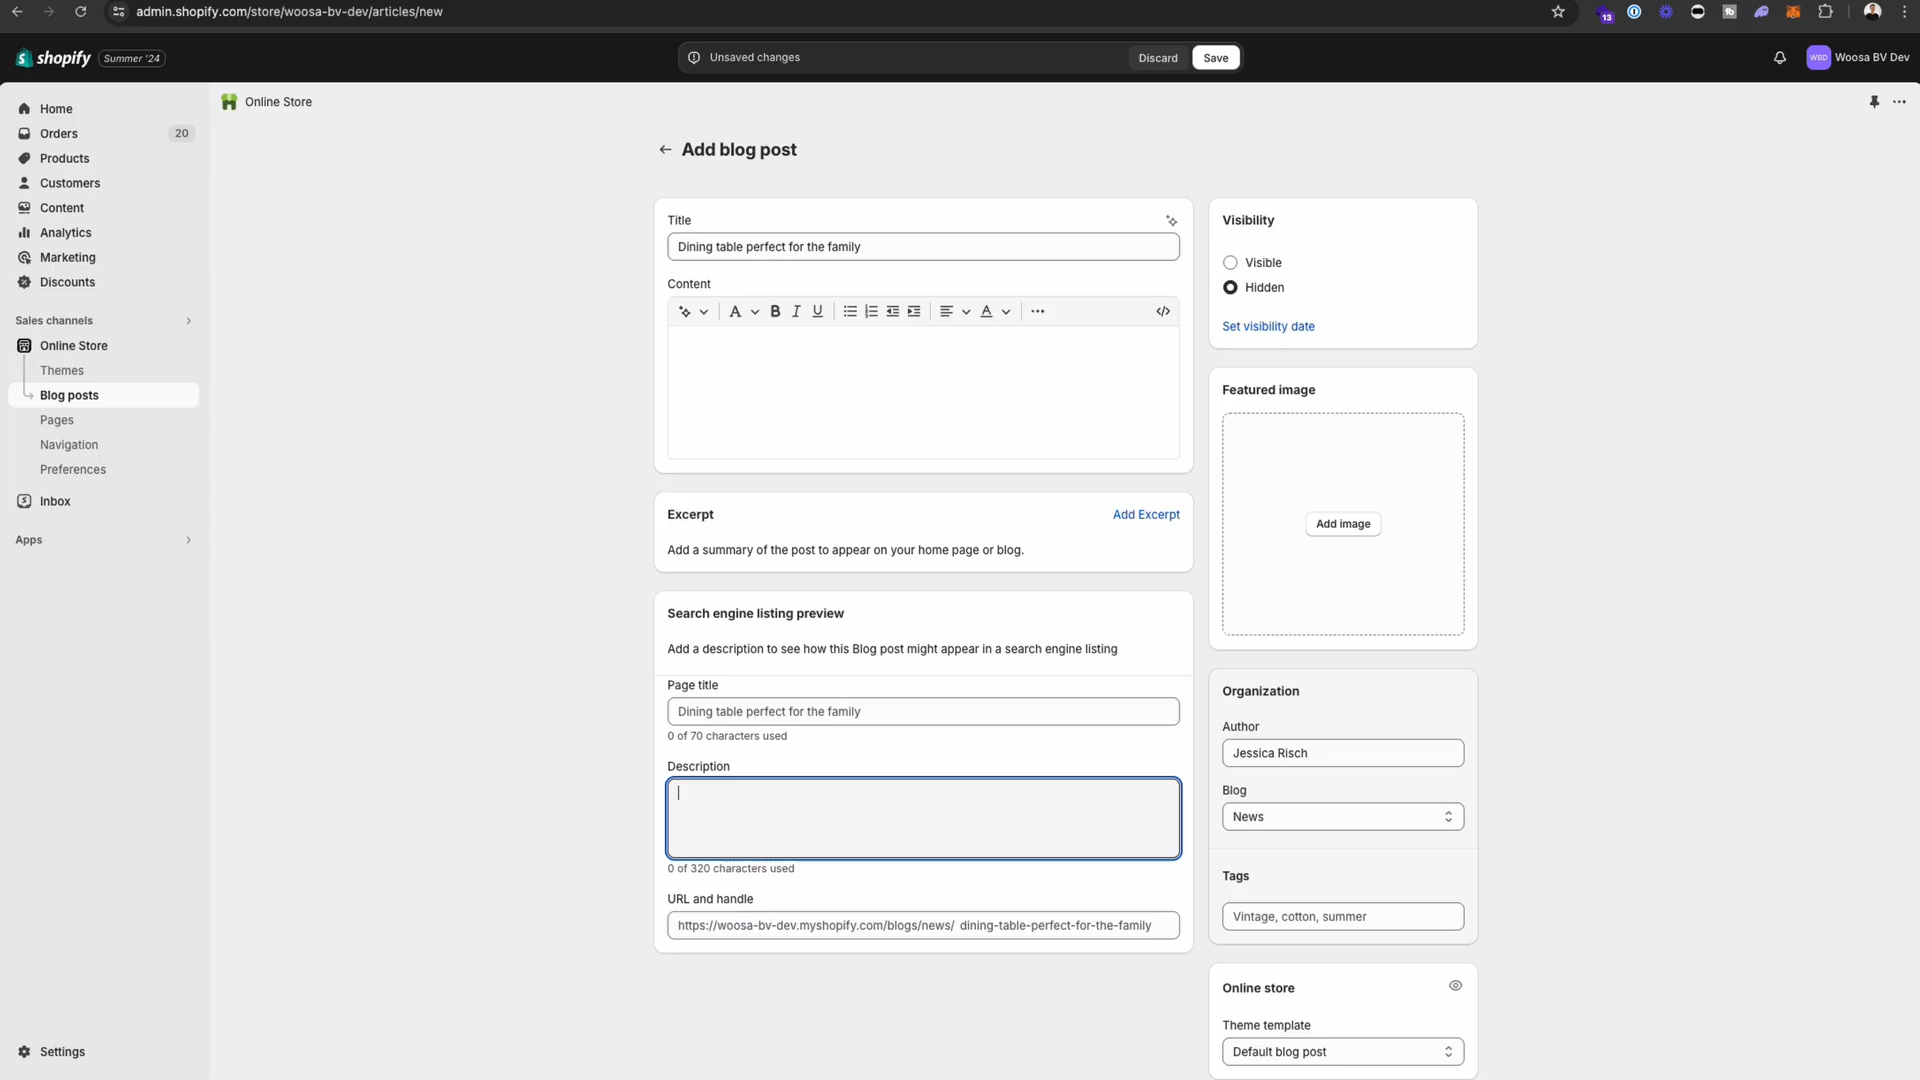 admin.shopify.com/store/woosa-bv-dev/articles/new
13
shopify Summer '24
Unsaved changes
Discard
Save
WBD Woosa BV Dev
Home
Orders 20
Products
Customers
Content
Analytics
Marketing
Discounts
Sales channels
Online Store
Themes
Blog posts
Pages
Navigation
Preferences
Inbox
Apps
Settings
Online Store
Add blog post
Title
Dining table perfect for the family
Content
Excerpt
Add Excerpt
Add a summary of the post to appear on your home page or blog.
Search engine listing preview
Add a description to see how this Blog post might appear in a search engine listing
Page title
Dining table perfect for the family
0 of 70 characters used
Description
0 of 320 characters used
URL and handle
https://woosa-bv-dev.myshopify.com/blogs/news/ dining-table-perfect-for-the-family
Visibility
Visible
Hidden
Set visibility date
Featured image
Add image
Organization
Author
Jessica Risch
Blog
News
Tags
Vintage, cotton, summer
Online store
Theme template
Default blog post